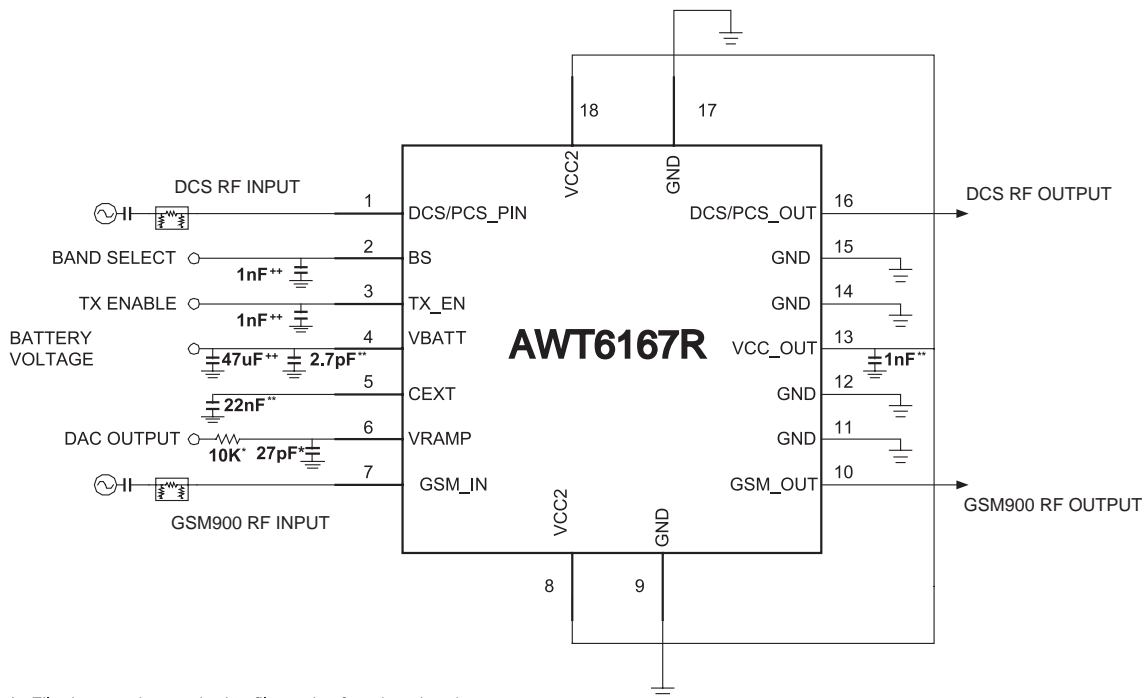 18
17
VCC2
GND
DCS RF INPUT
1
DCS/PCS_PIN
DCS/PCS_OUT
16
DCS RF OUTPUT
BAND SELECT
2
BS
1nF++
GND
15
TX ENABLE
3
TX_EN
1nF++
GND
14
BATTERY
VOLTAGE
4
VBATT
47uF++
2.7pF**
AWT6167R
VCC_OUT
13
1nF**
5
CEXT
22nF**
GND
12
DAC OUTPUT
6
VRAMP
10K*
27pF*
GND
11
7
GSM_IN
GSM_OUT
10
GSM900 RF INPUT
GSM900 RF OUTPUT
VCC2
GND
8
9